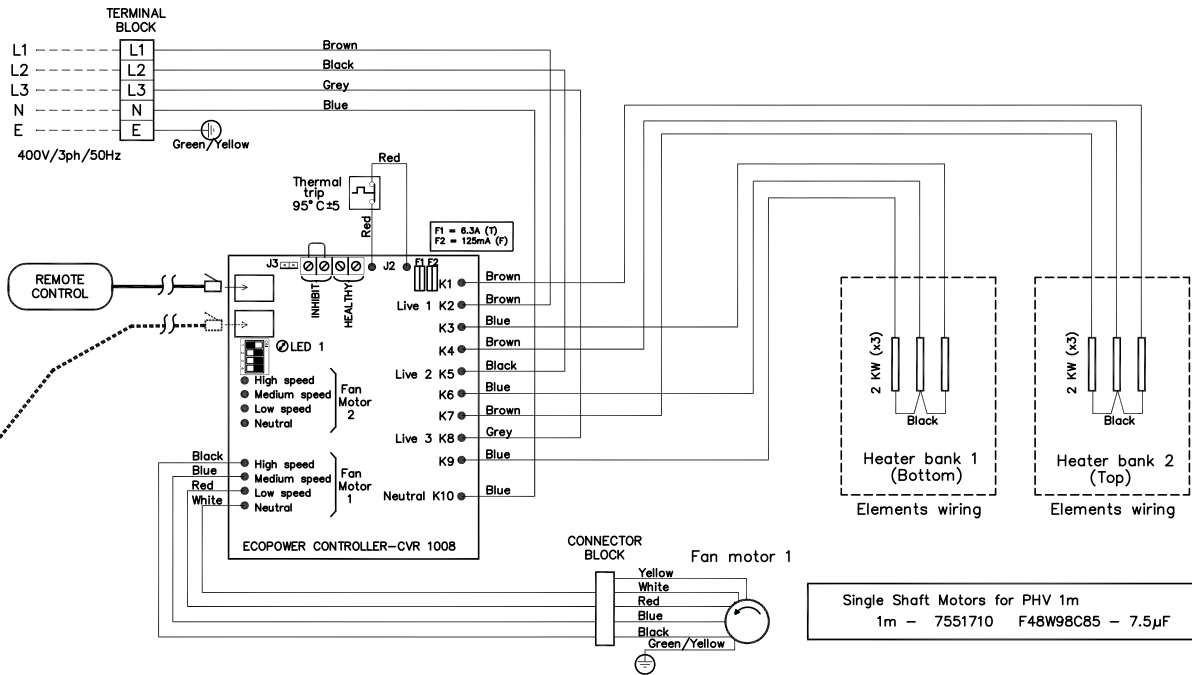 TERMINAL
BLOCK
L1 L1 Brown
L2 L2 Black
L3 L3 Grey
N N Blue
E E
Green/Yellow
400V/3ph/50Hz
Red
Thermal
trip
95°C±5
Red
F1 = 6.3A (T)
F2 = 125mA (F)
REMOTE
CONTROL
J3
J2
F1 F2
INHIBIT
HEALTHY
LED 1
K1 Brown
Live 1 K2 Brown
K3 Blue
K4 Brown
Live 2 K5 Black
K6 Blue
K7 Brown
Live 3 K8 Grey
K9 Blue
Neutral K10 Blue
High speed
Medium speed
Low speed
Neutral
Fan
Motor
2
Black High speed
Blue Medium speed
Red Low speed
White Neutral
Fan
Motor
1
ECOPOWER CONTROLLER-CVR 1008
2 KW (x3)
Black
Heater bank 1
(Bottom)
Elements wiring
2 KW (x3)
Black
Heater bank 2
(Top)
Elements wiring
CONNECTOR
BLOCK
Fan motor 1
Yellow
White
Red
Blue
Black
Green/Yellow
Single Shaft Motors for PHV 1m
1m - 7551710 F48W98C85 - 7.5µF